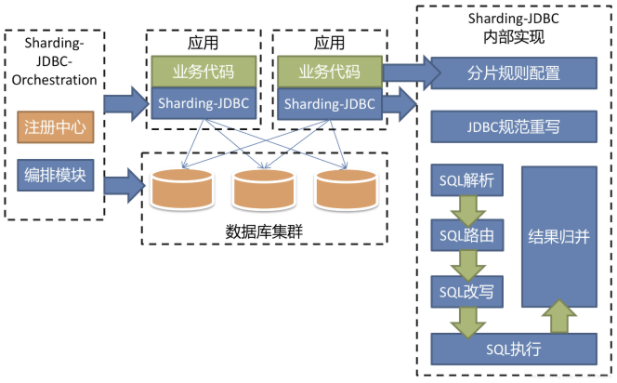 Sharding-
JDBC-
Orchestration
注册中心
编排模块
应用
业务代码
Sharding-JDBC
应用
业务代码
Sharding-JDBC
数据库集群
Sharding-JDBC
内部实现
分片规则配置
JDBC规范重写
SQL解析
SQL路由
SQL改写
结果归并
SQL执行